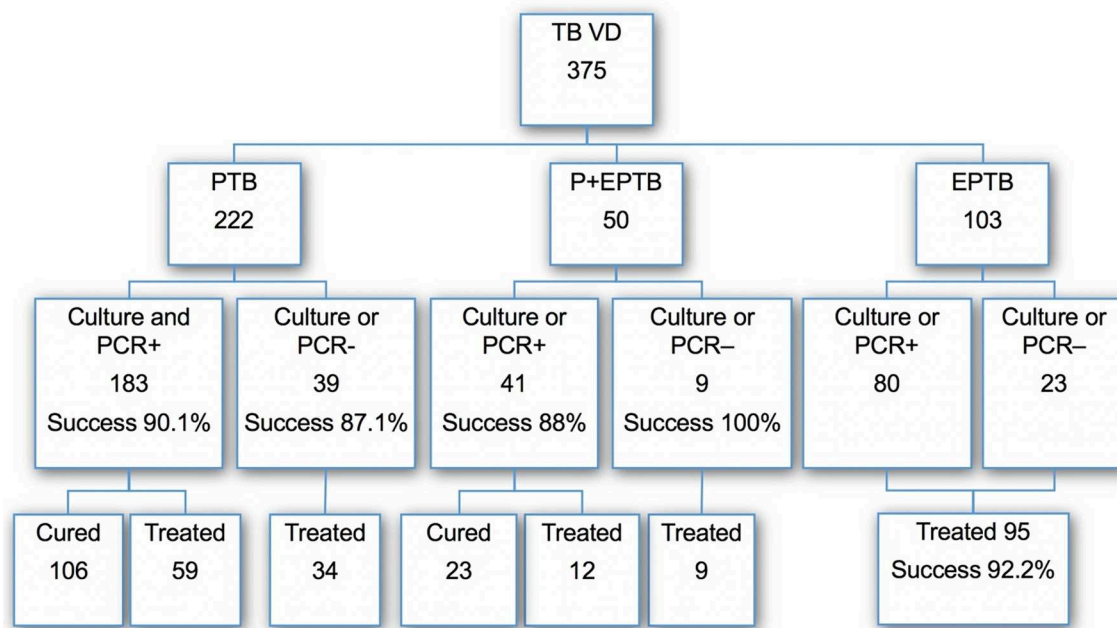 TB VD
375
PTB
222
P+EPTB
50
EPTB
103
Culture and
PCR+
183
Success 90.1%
Culture or
PCR-
39
Success 87.1%
Culture or
PCR+
41
Success 88%
Culture or
PCR–
9
Success 100%
Culture or
PCR+
80
Culture or
PCR–
23
Cured
106
Treated
59
Treated
34
Cured
23
Treated
12
Treated
9
Treated 95
Success 92.2%